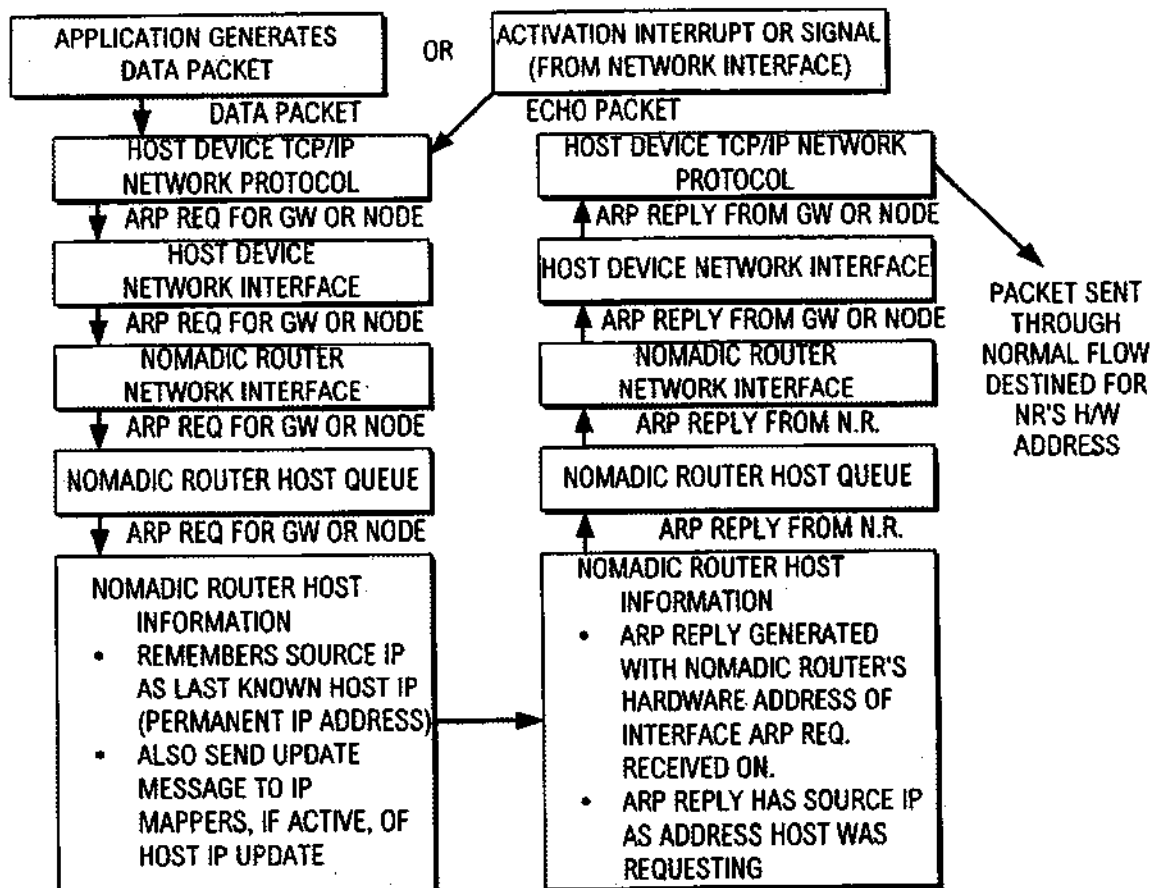 APPLICATION GENERATES
DATA PACKET
OR
ACTIVATION INTERRUPT OR SIGNAL
(FROM NETWORK INTERFACE)
DATA PACKET
ECHO PACKET
HOST DEVICE TCP/IP
NETWORK PROTOCOL
ARP REQ FOR GW OR NODE
HOST DEVICE
NETWORK INTERFACE
ARP REQ FOR GW OR NODE
NOMADIC ROUTER
NETWORK INTERFACE
ARP REQ FOR GW OR NODE
NOMADIC ROUTER HOST QUEUE
ARP REQ FOR GW OR NODE
NOMADIC ROUTER HOST
INFORMATION
• REMEMBERS SOURCE IP
AS LAST KNOWN HOST IP
(PERMANENT IP ADDRESS)
• ALSO SEND UPDATE
MESSAGE TO IP
MAPPERS, IF ACTIVE, OF
HOST IP UPDATE
HOST DEVICE TCP/IP NETWORK
PROTOCOL
ARP REPLY FROM GW OR NODE
HOST DEVICE NETWORK INTERFACE
ARP REPLY FROM GW OR NODE
NOMADIC ROUTER
NETWORK INTERFACE
ARP REPLY FROM N.R.
NOMADIC ROUTER HOST QUEUE
ARP REPLY FROM N.R.
NOMADIC ROUTER HOST
INFORMATION
• ARP REPLY GENERATED
WITH NOMADIC ROUTER'S
HARDWARE ADDRESS OF
INTERFACE ARP REQ.
RECEIVED ON.
• ARP REPLY HAS SOURCE IP
AS ADDRESS HOST WAS
REQUESTING
PACKET SENT
THROUGH
NORMAL FLOW
DESTINED FOR
NR'S H/W
ADDRESS